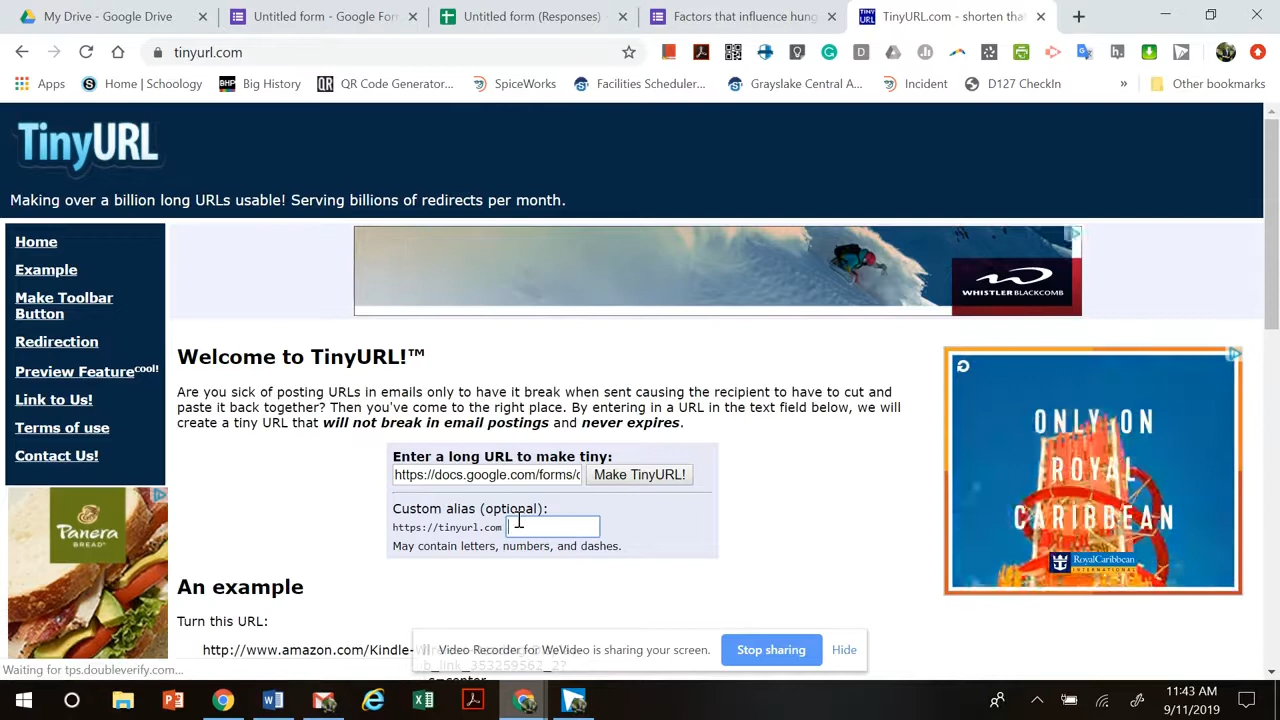 My Drive - Google Drive
Untitled form - Google Form
Untitled form (Responses) -
Factors that influence hung
TinyURL.com - shorten that
tinyurl.com
Apps
Home | Schoology
Big History
QR Code Generator...
SpiceWorks
Facilities Scheduler...
Grayslake Central A...
Incident
D127 CheckIn
»
Other bookmarks
TinyURL
Making over a billion long URLs usable! Serving billions of redirects per month.
Home
Example
Make Toolbar
Button
Redirection
Preview Feature cool!
Link to Us!
Terms of use
Contact Us!
Panera
BREAD
WHISTLER BLACKCOMB
Welcome to TinyURL!™
Are you sick of posting URLs in emails only to have it break when sent causing the recipient to have to cut and
paste it back together? Then you've come to the right place. By entering in a URL in the text field below, we will
create a tiny URL that will not break in email postings and never expires.
Enter a long URL to make tiny:
https://docs.google.com/forms/
Make TinyURL!
Custom alias (optional):
https://tinyurl.com
May contain letters, numbers, and dashes.
An example
Turn this URL:
http://www.amazon.com/Kindle-
b_link_353259562_2?
ONLY ON
ROYAL
CARIBBEAN
RoyalCaribbean
INTERNATIONAL
Video Recorder for WeVideo is sharing your screen.
Stop sharing
Hide
Waiting for tps.doubleverify.com...
11:43 AM
9/11/2019